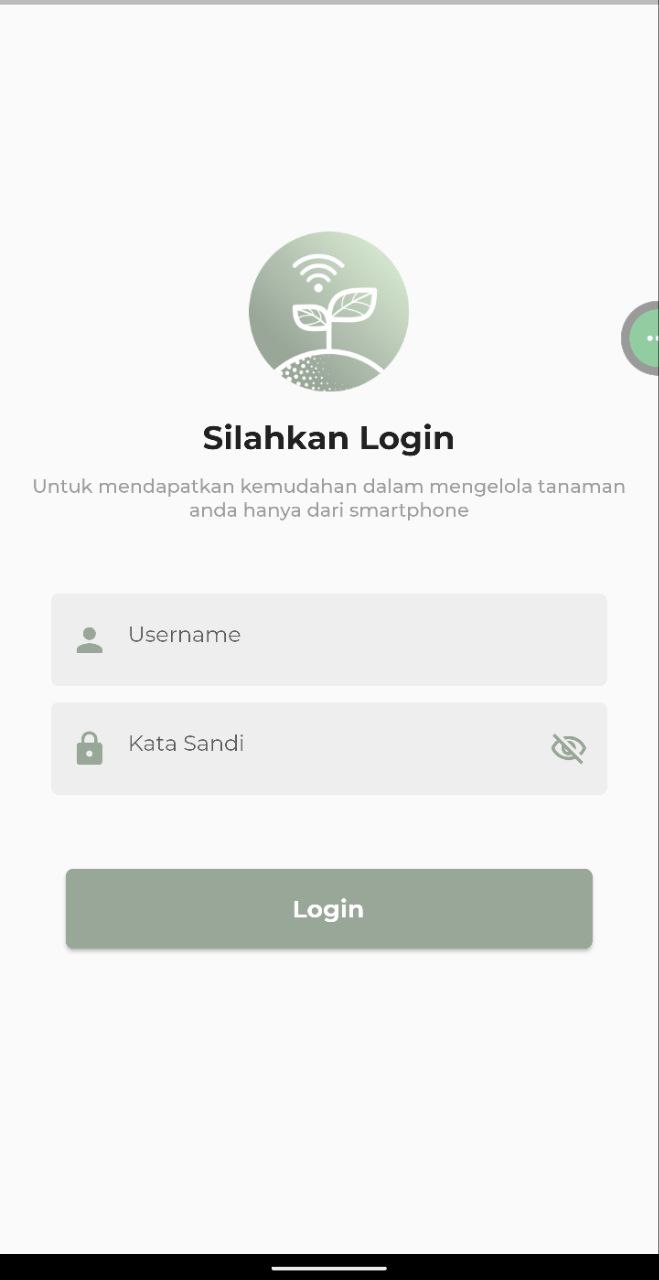 Silahkan Login
Untuk mendapatkan kemudahan dalam mengelola tanaman
anda hanya dari smartphone
Username
Kata Sandi
Login